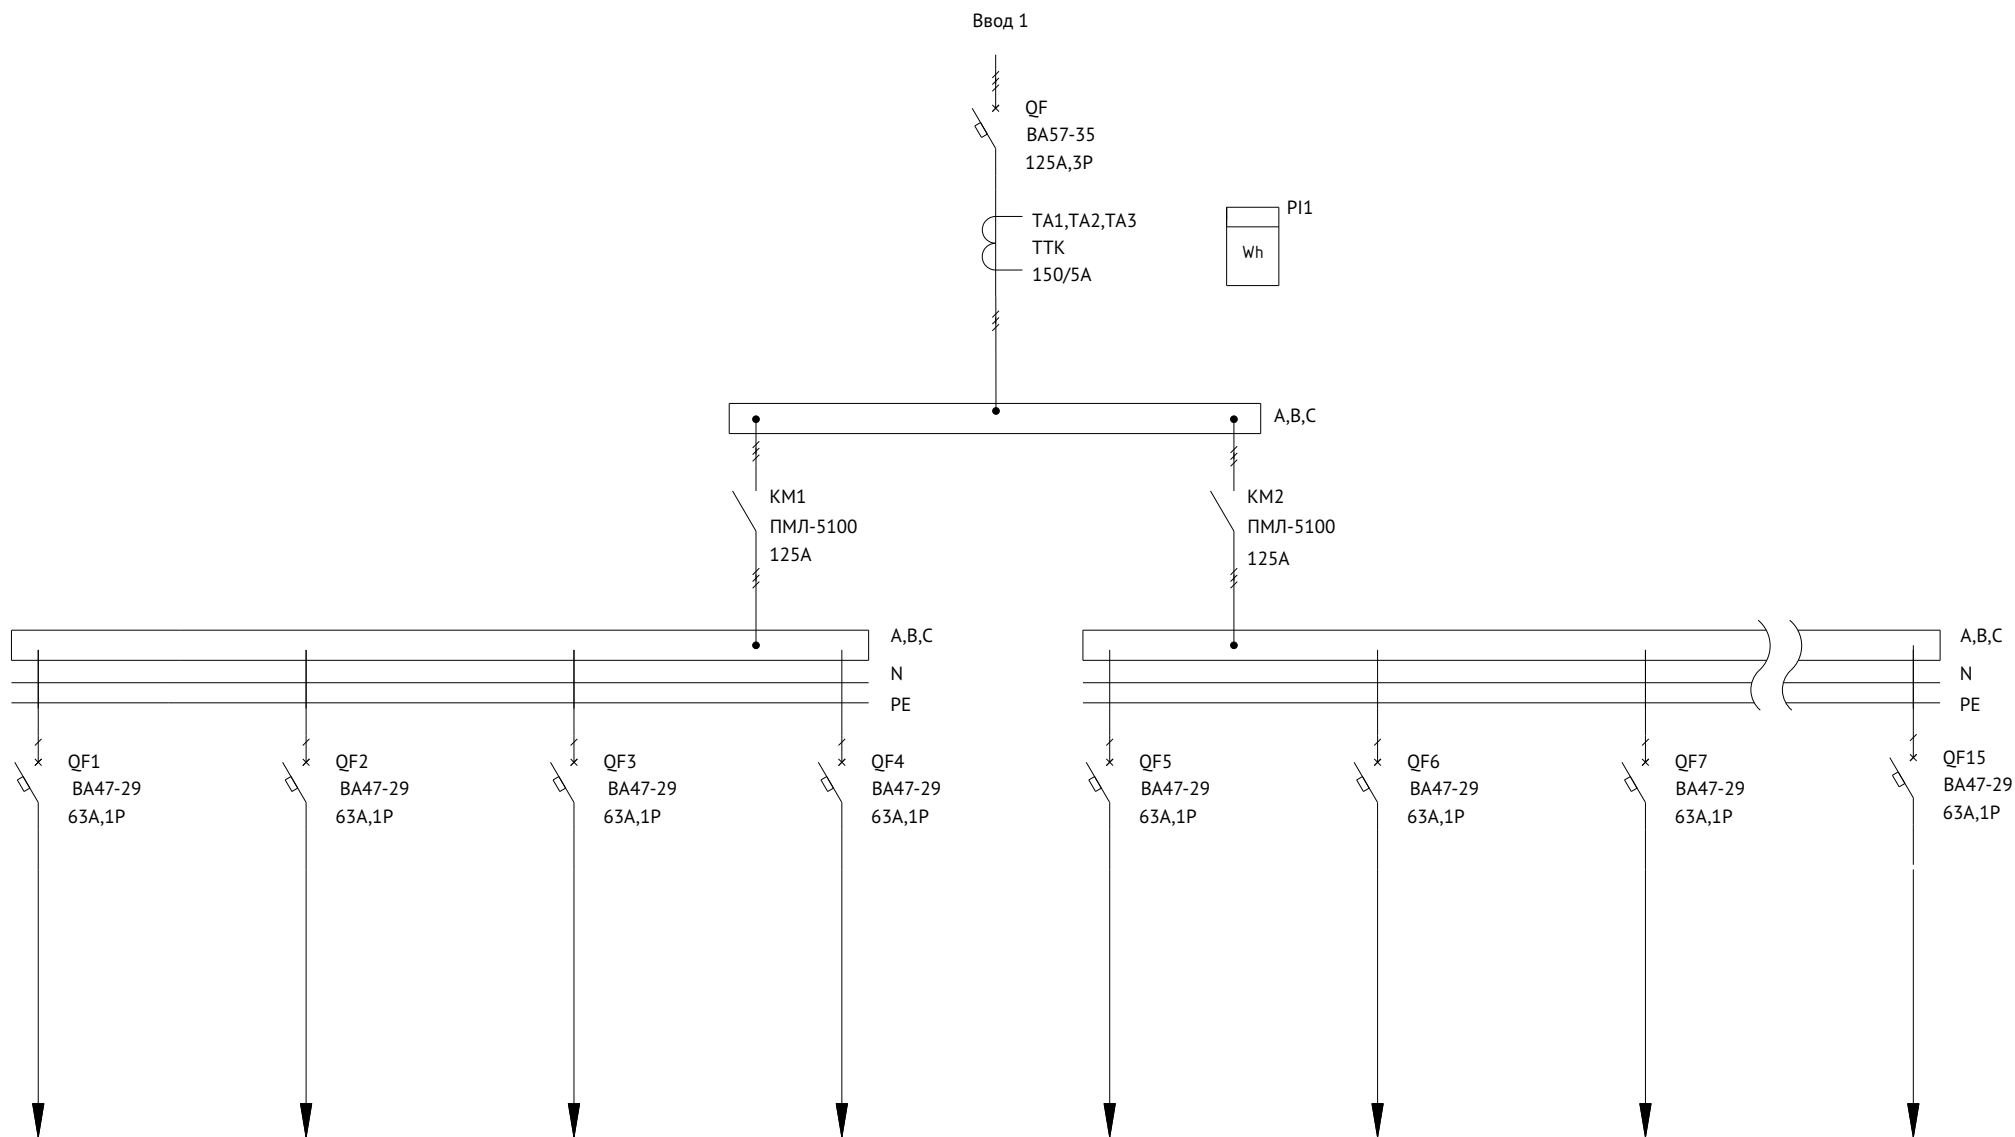 Ввод 1
QF
ВА57-35
125А,3Р
ТА1,ТА2,ТА3
ТТК
150/5А
PI1
Wh
А,В,С
КМ1
ПМЛ-5100
125А
КМ2
ПМЛ-5100
125А
А,В,С
N
PE
А,В,С
N
PE
QF1
ВА47-29
63А,1Р
QF2
ВА47-29
63А,1Р
QF3
ВА47-29
63А,1Р
QF4
ВА47-29
63А,1Р
QF5
ВА47-29
63А,1Р
QF6
ВА47-29
63А,1Р
QF7
ВА47-29
63А,1Р
QF15
ВА47-29
63А,1Р